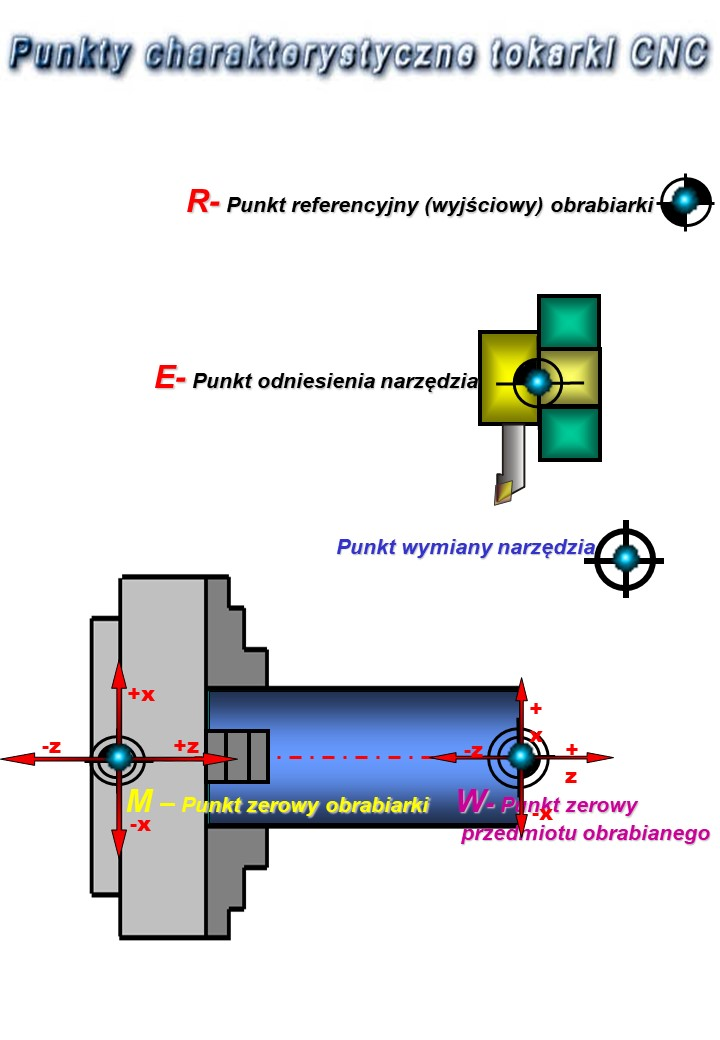 Punkty charakterystyczne tokarki CNC
R- Punkt referencyjny (wyjściowy) obrabiarki
E- Punkt odniesienia narzędzia
Punkt wymiany narzędzia
+x
-z
+z
-x
M – Punkt zerowy obrabiarki
+
x
-z
+
z
-x
W- Punkt zerowy
przedmiotu obrabianego